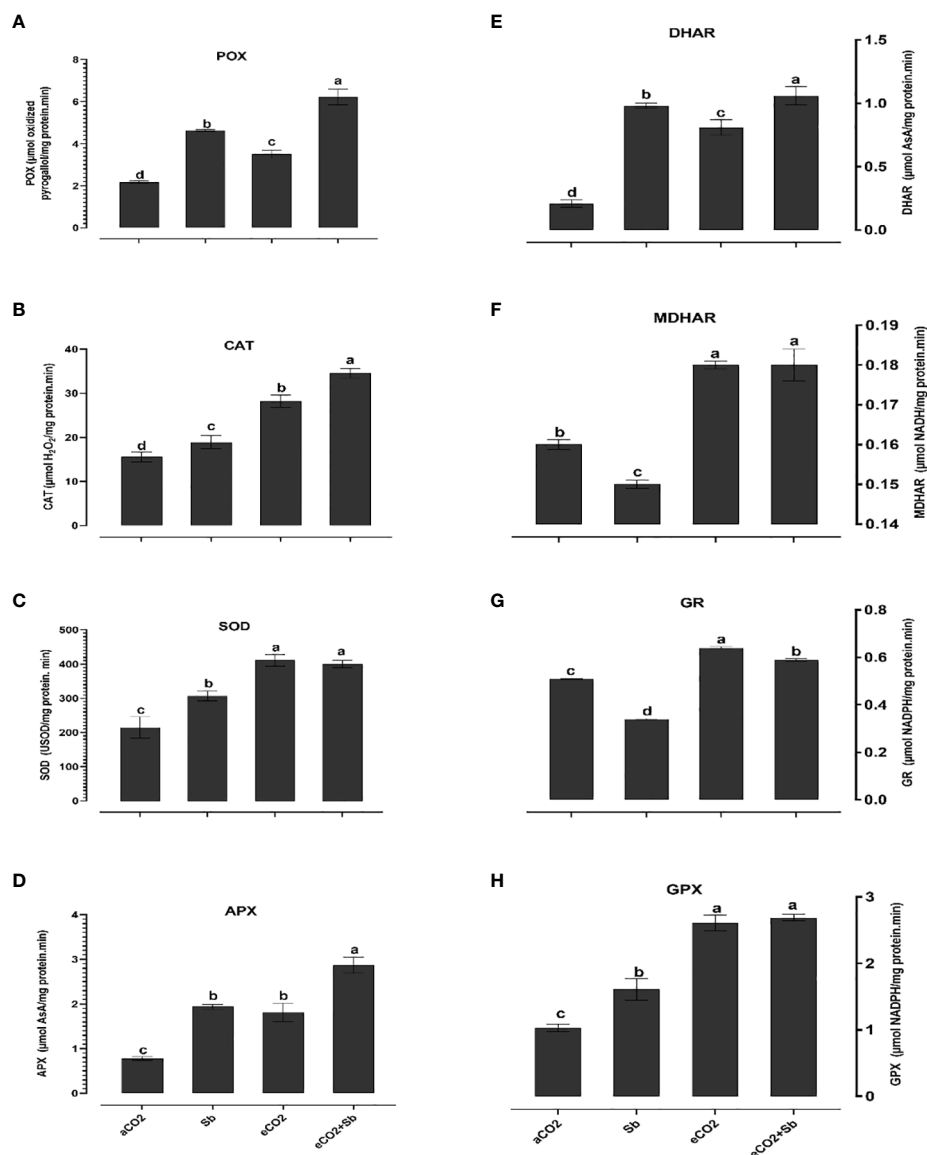 A
POX
POX (µmol oxidized
pyrogallol/mg protein.min)
8
6
4
2
0
d
b
c
a
B
CAT
CAT (µmol H₂O₂/mg protein.min)
40
30
20
10
0
d
c
b
a
C
SOD
SOD (USOD/mg protein. min)
500
400
300
200
100
0
c
b
a
a
D
APX
APX (µmol AsA/mg protein.min)
4
3
2
1
0
c
b
b
a
aCO2
Sb
eCO2
eCO2+Sb
E
DHAR
DHAR (µmol AsA/mg protein.min)
1.5
1.0
0.5
0.0
d
b
c
a
F
MDHAR
MDHAR (µmol NADH/mg protein.min)
0.19
0.18
0.17
0.16
0.15
0.14
b
c
a
a
G
GR
GR (µmol NADPH/mg protein.min)
0.8
0.6
0.4
0.2
0.0
c
d
a
b
H
GPX
GPX (µmol NADPH/mg protein.min)
3
2
1
0
c
b
a
a
aCO2
Sb
eCO2
eCO2+Sb